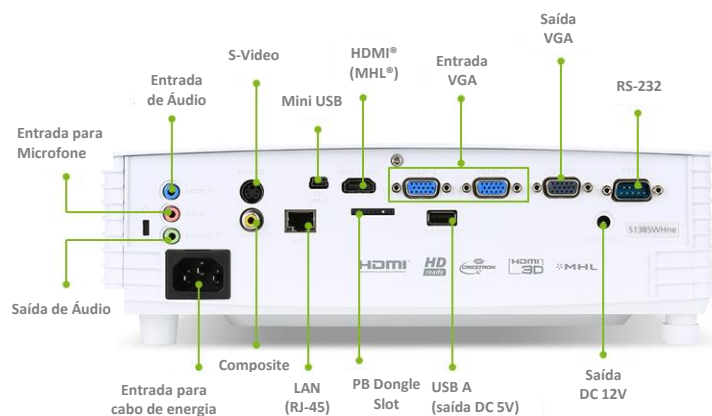 Saída
VGA
S-Video
HDMI®
(MHL®)
Entrada
VGA
RS-232
Entrada
de Áudio
Mini USB
Entrada para
Microfone
S1385WHne
HDMI
HD
ready
CRESTRON
HDMI
3D
MHL
Saída de Áudio
Composite
Saída
DC 12V
Entrada para
cabo de energia
LAN
(RJ-45)
PB Dongle
Slot
USB A
(saída DC 5V)